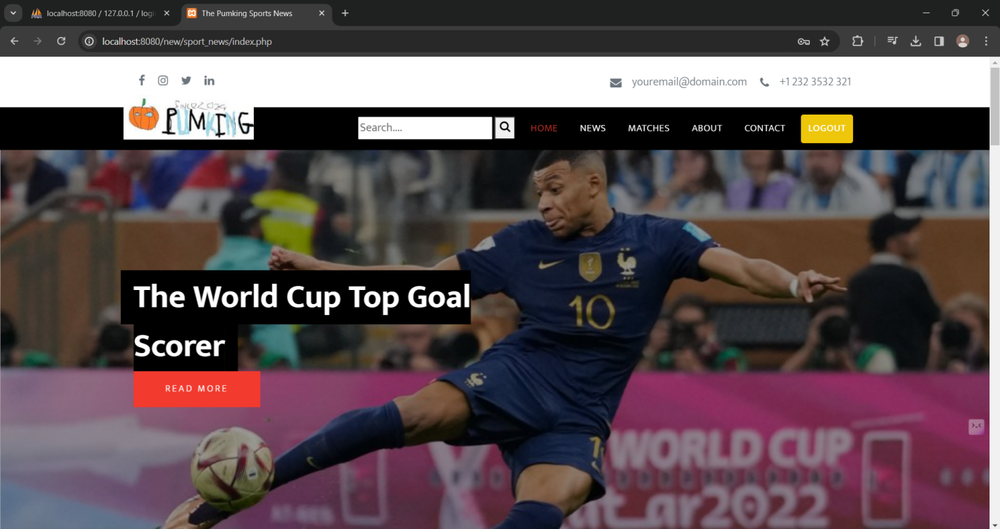 localhost:8080 / 127.0.0.1 / logi
The Pumking Sports News
localhost:8080/new/sport_news/index.php
youremail@domain.com
+1 232 3532 321
PUMKING
Search....
HOME
NEWS
MATCHES
ABOUT
CONTACT
LOGOUT
10
The World Cup Top Goal
Scorer
READ MORE
WORLD CUP